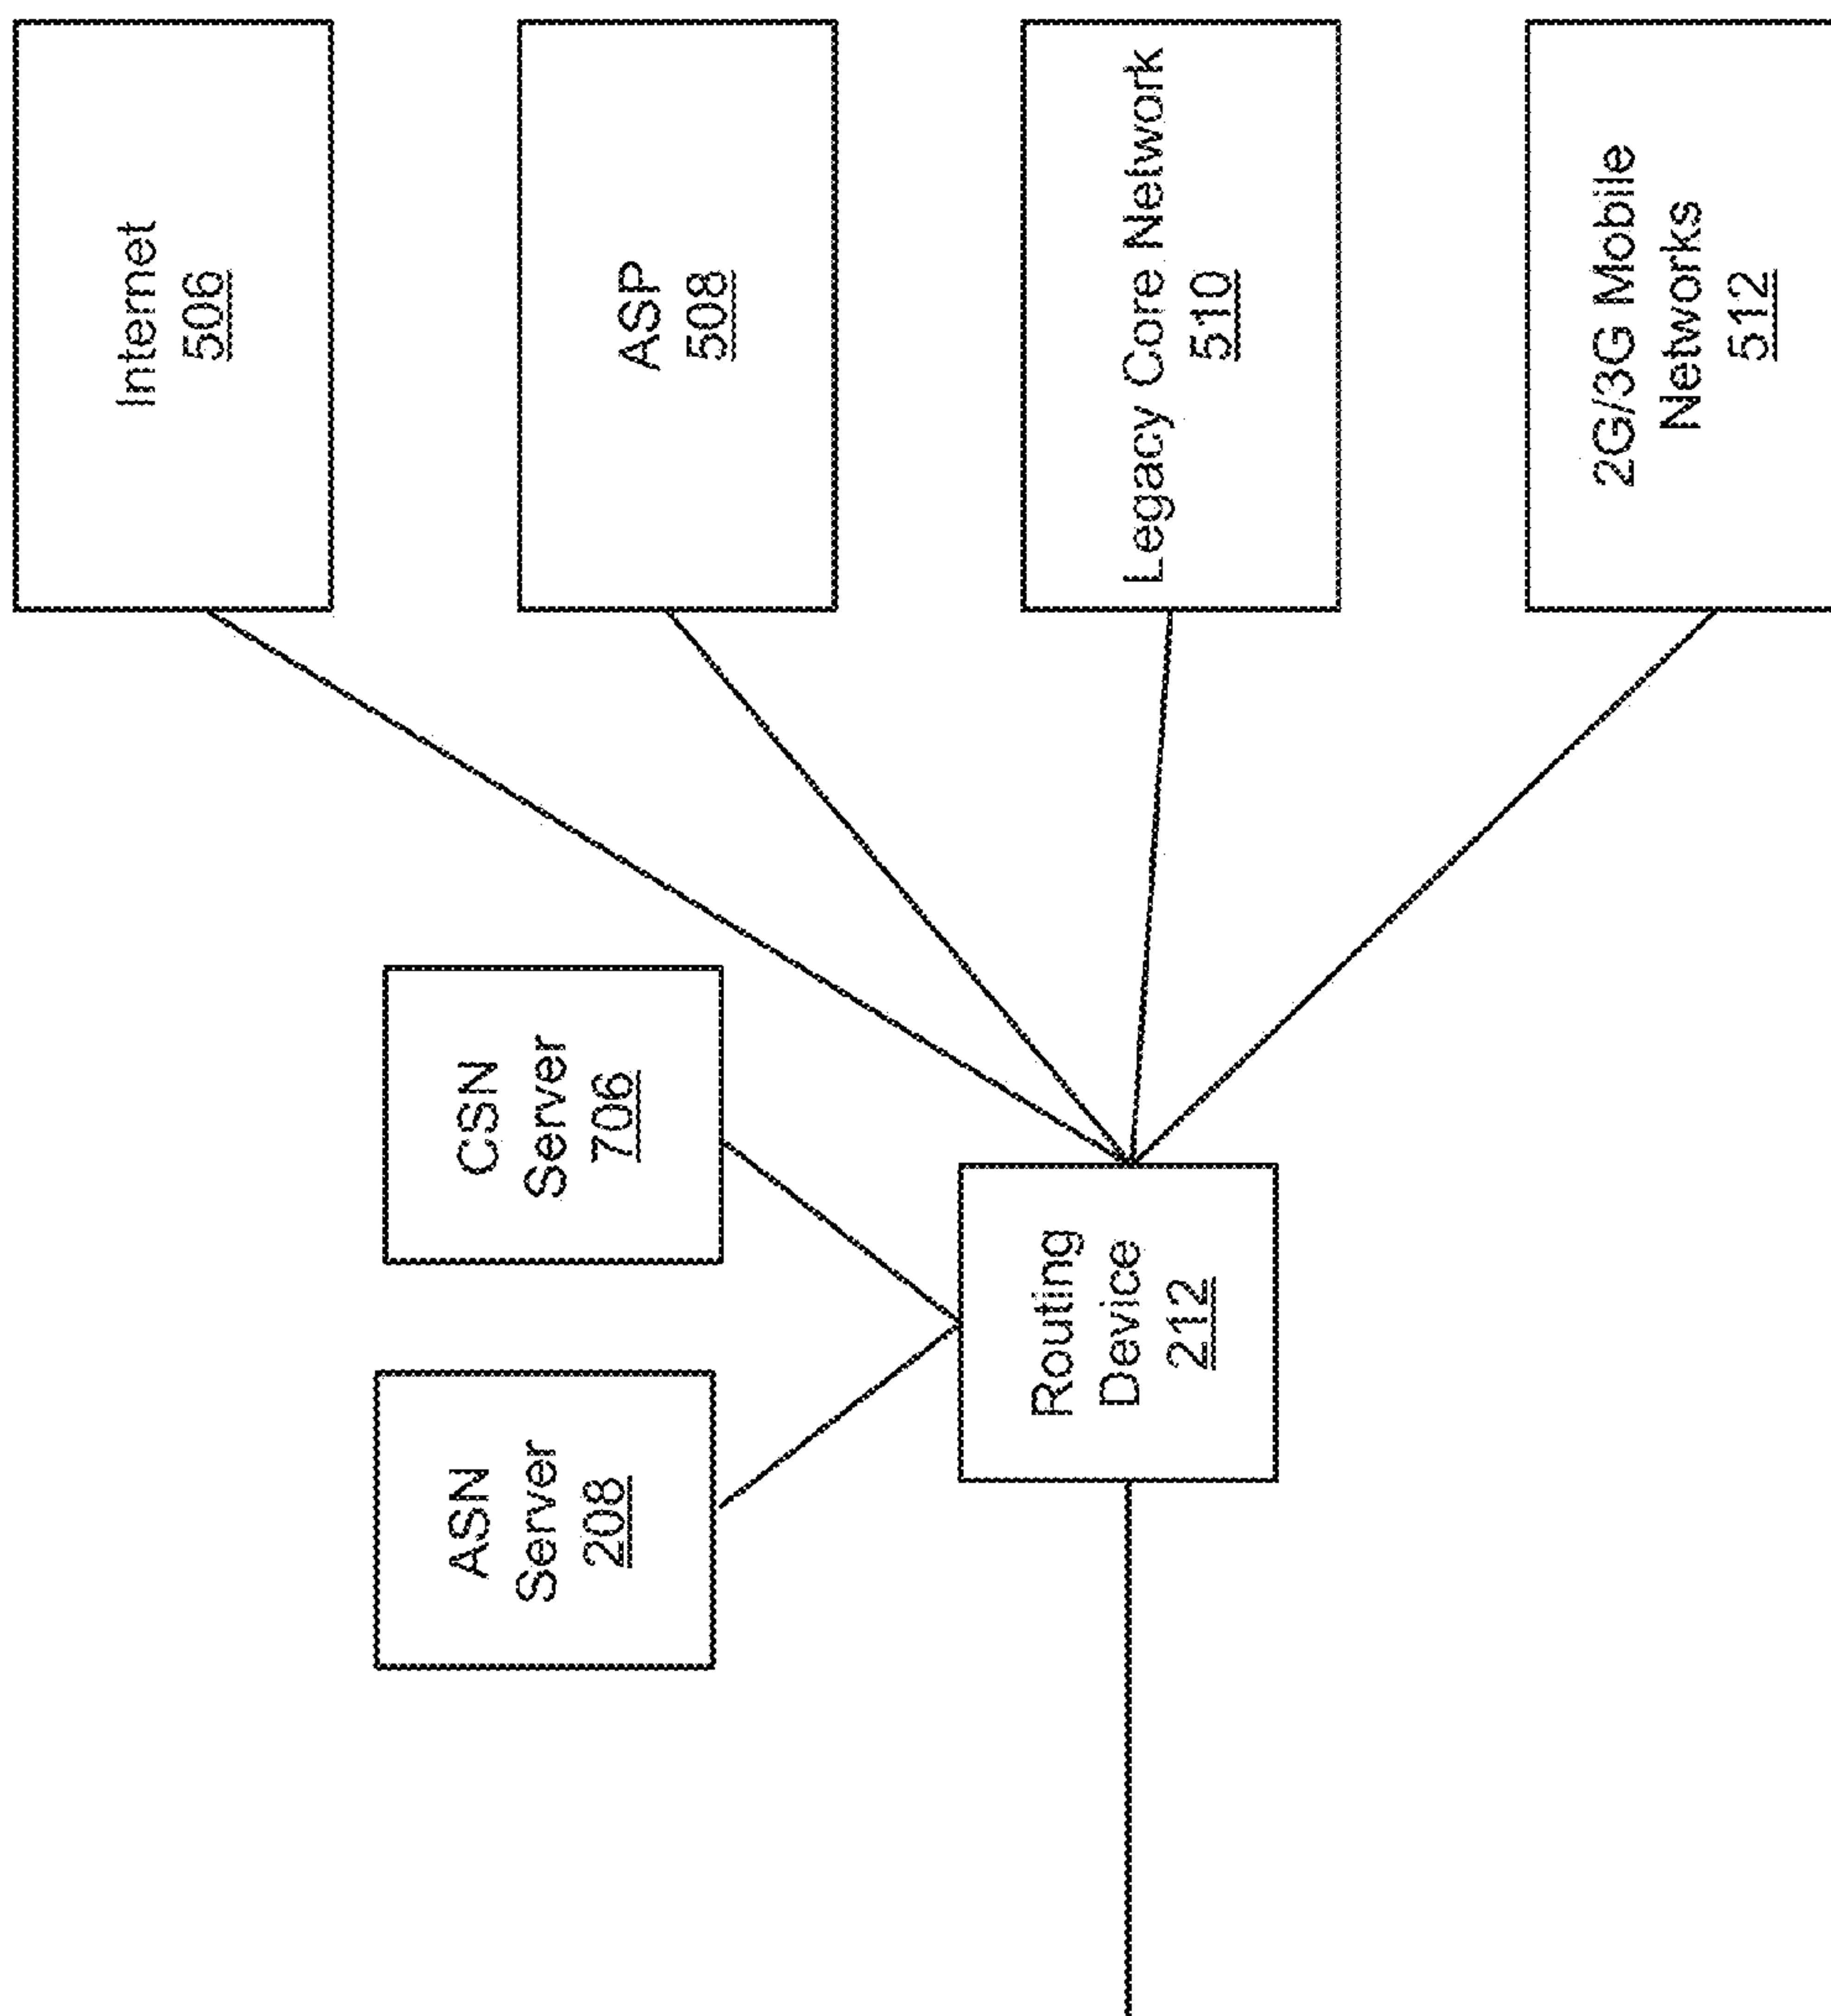 Internet
506
ASP
508
Legacy Core Network
510
2G/3G Mobile
Networks
512
CSN
Server
706
ASN
Server
208
Routing
Device
212